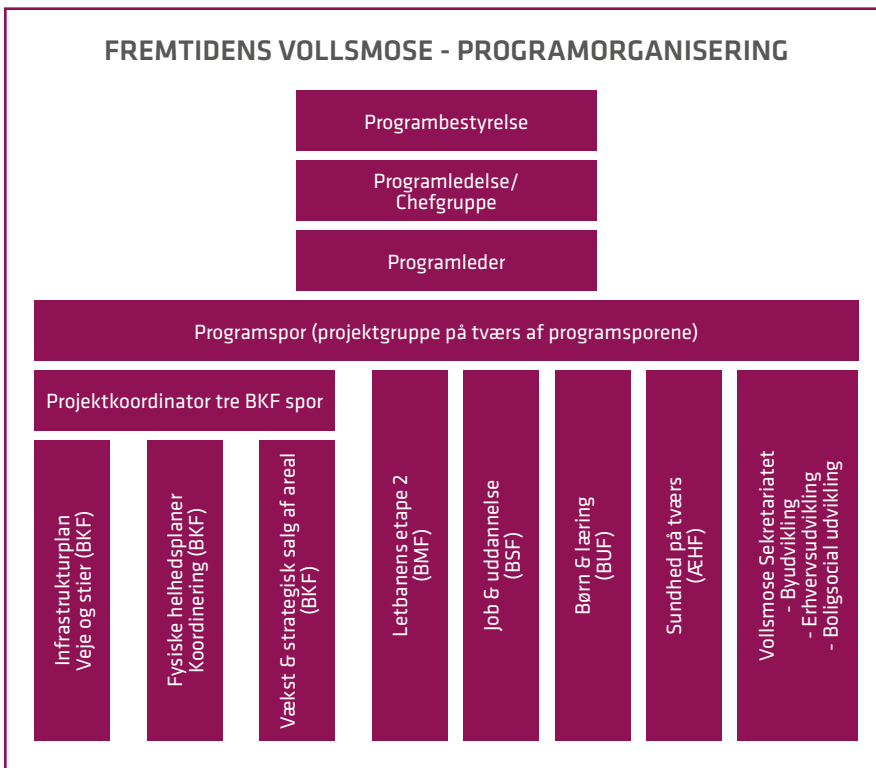 FREMTIDENS VOLLSMOSE - PROGRAMORGANISERING
Programbestyrelse
Programledelse/
Chefgruppe
Programleder
Programspor (projektgruppe på tværs af programsporene)
Projektkoordinator tre BKF spor
Infrastrukturplan
Veje og stier (BKF)
Fysiske helhedsplaner
Koordinering (BKF)
Vækst & strategisk salg af areal
(BKF)
Letbanens etape 2
(BMF)
Job & uddannelse
(BSF)
Børn & læring
(BUF)
Sundhed på tværs
(ÆHF)
Vollsmose Sekretariatet
- Byudvikling
- Erhvervsudvikling
- Boligsocial udvikling